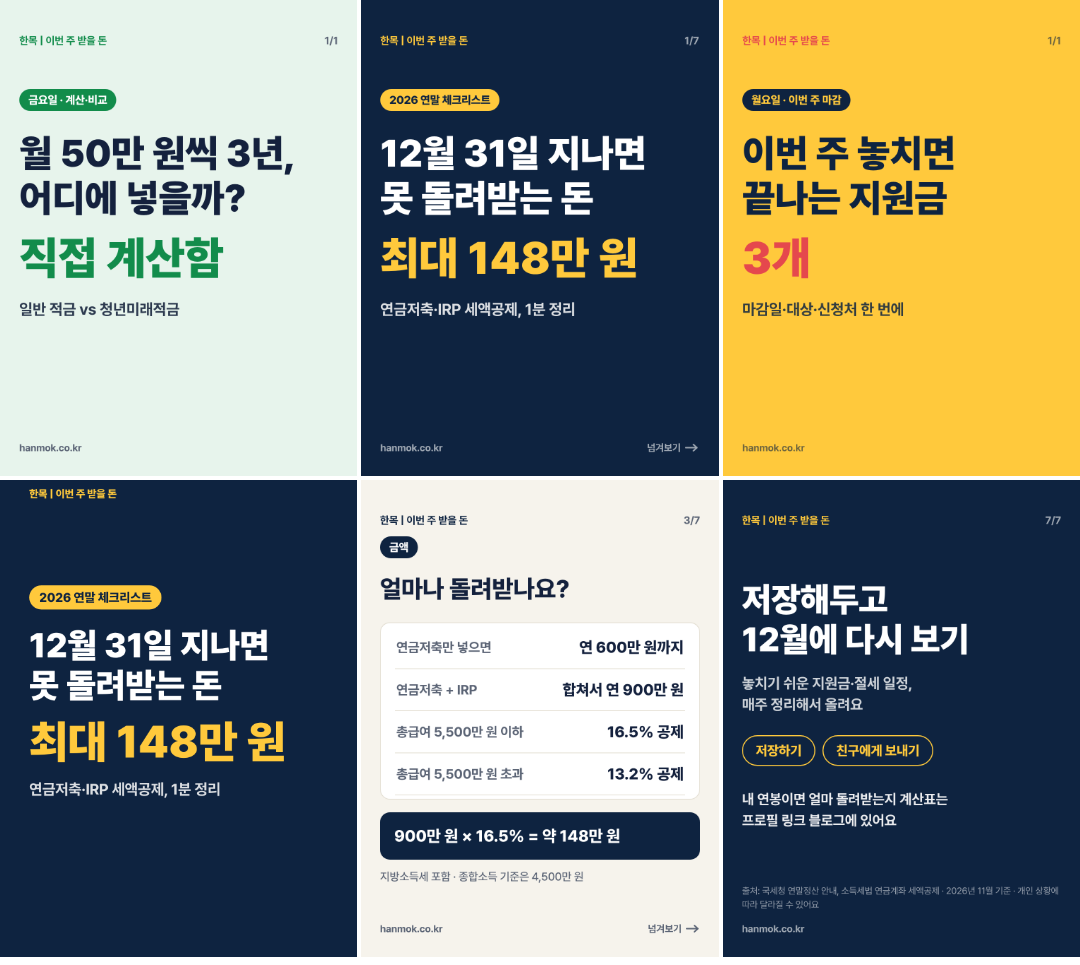 한목 | 이번 주 받을 돈
1/1
금요일 · 계산·비교
월 50만 원씩 3년,
어디에 넣을까?
직접 계산함
일반 적금 vs 청년미래적금
hanmok.co.kr
한목 | 이번 주 받을 돈
1/7
2026 연말 체크리스트
12월 31일 지나면
못 돌려받는 돈
최대 148만 원
연금저축·IRP 세액공제, 1분 정리
hanmok.co.kr
넘겨보기 →
한목 | 이번 주 받을 돈
1/1
월요일 · 이번 주 마감
이번 주 놓치면
끝나는 지원금
3개
마감일·대상·신청처 한 번에
hanmok.co.kr
한목 | 이번 주 받을 돈
2026 연말 체크리스트
12월 31일 지나면
못 돌려받는 돈
최대 148만 원
연금저축·IRP 세액공제, 1분 정리
한목 | 이번 주 받을 돈
3/7
금액
얼마나 돌려받나요?
연금저축만 넣으면 연 600만 원까지
연금저축 + IRP 합쳐서 연 900만 원
총급여 5,500만 원 이하 16.5% 공제
총급여 5,500만 원 초과 13.2% 공제
900만 원 × 16.5% = 약 148만 원
지방소득세 포함 · 종합소득 기준은 4,500만 원
hanmok.co.kr
넘겨보기 →
한목 | 이번 주 받을 돈
7/7
저장해두고
12월에 다시 보기
놓치기 쉬운 지원금·절세 일정,
매주 정리해서 올려요
저장하기 친구에게 보내기
내 연봉이면 얼마 돌려받는지 계산표는
프로필 링크 블로그에 있어요
출처: 국세청 연말정산 안내, 소득세법 연금계좌 세액공제 · 2026년 11월 기준 · 개인 상황에
따라 달라질 수 있어요
hanmok.co.kr